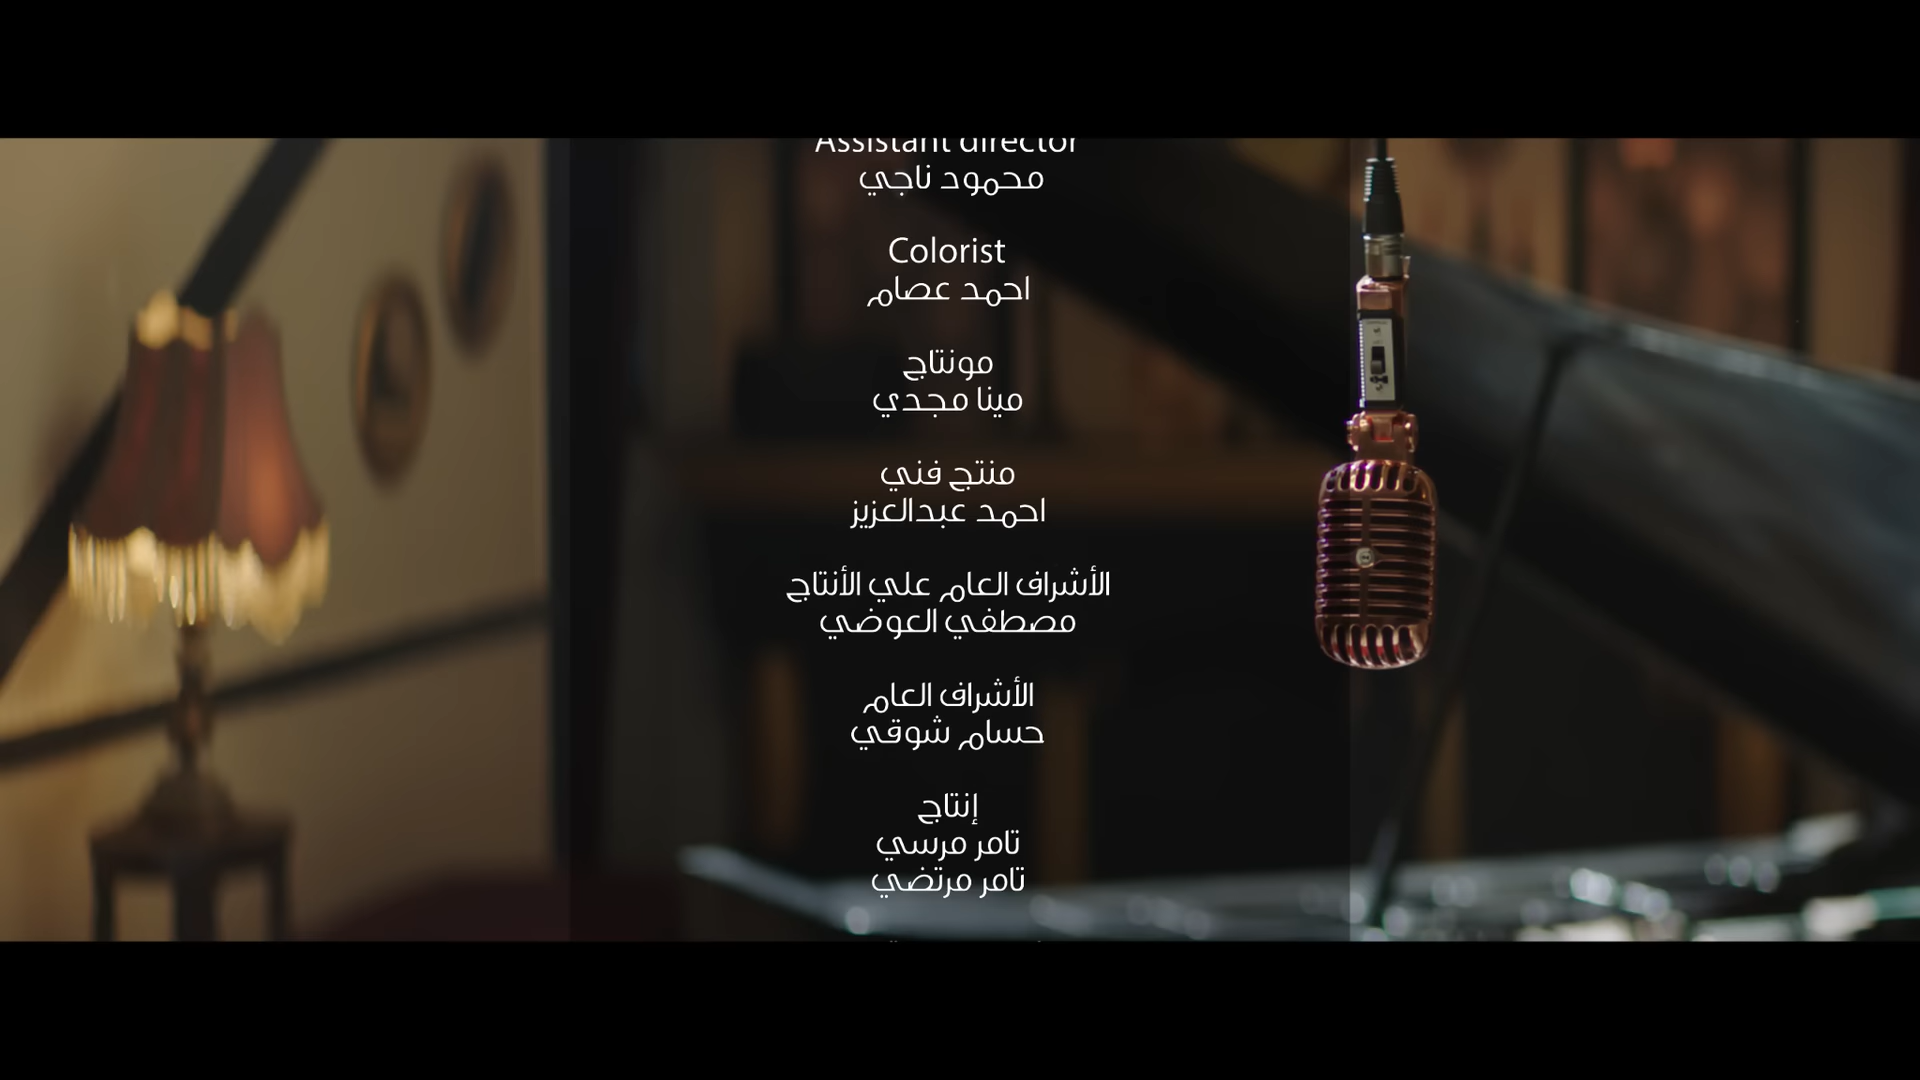 Assistant director
محمود ناجي
Colorist
احمد عصام
مونتاج
مينا مجدي
منتج فني
احمد عبدالعزيز
الأشراف العام علي الأنتاج
مصطفي العوضي
الأشراف العام
حسام شوقي
إنتاج
تامر مرسي
تامر مرتضي